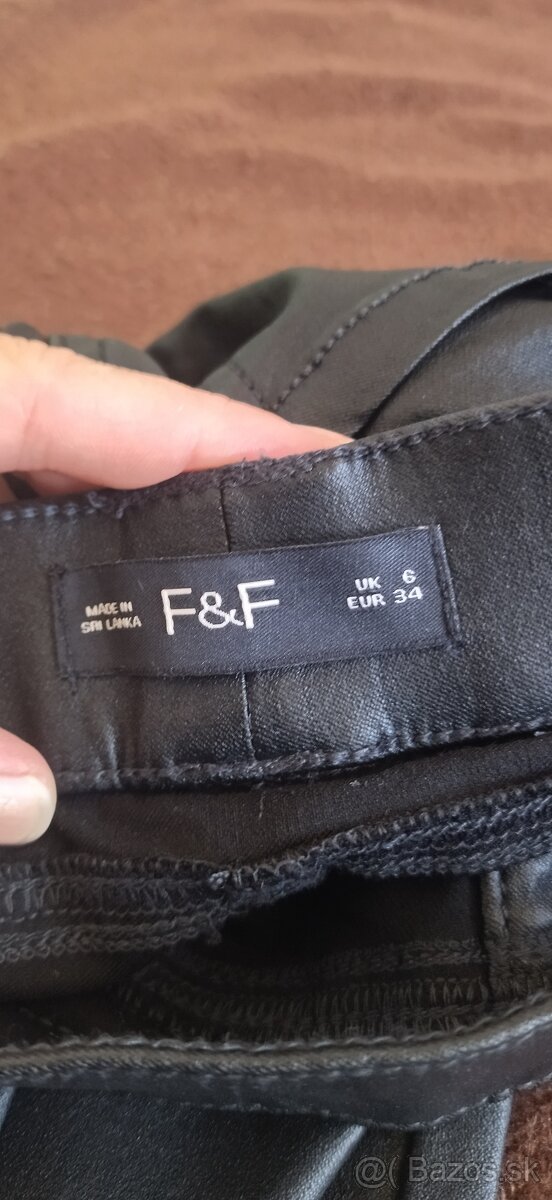 MADE IN
SRI LANKA
F&F
UK 6
EUR 34
@( Bazos.sk